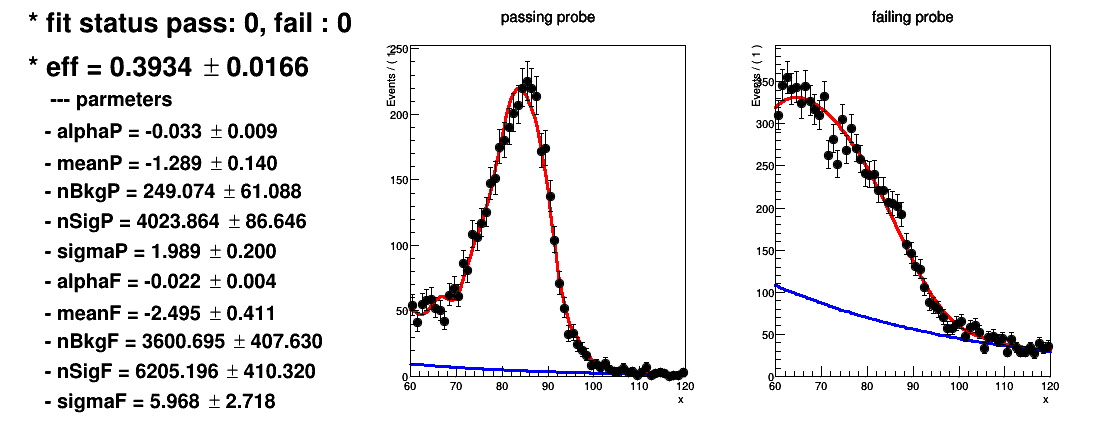 * fit status pass: 0, fail : 0
* eff = 0.3934 ± 0.0166
--- parmeters
- alphaP = -0.033 ± 0.009
- meanP = -1.289 ± 0.140
- nBkgP = 249.074 ± 61.088
- nSigP = 4023.864 ± 86.646
- sigmaP = 1.989 ± 0.200
- alphaF = -0.022 ± 0.004
- meanF = -2.495 ± 0.411
- nBkgF = 3600.695 ± 407.630
- nSigF = 6205.196 ± 410.320
- sigmaF = 5.968 ± 2.718
passing probe
Events / ( 1 )
250
200
150
100
50
0
60 70 80 90 100 110 120
x
failing probe
Events / ( 1 )
350
300
250
200
150
100
50
0
60 70 80 90 100 110 120
x